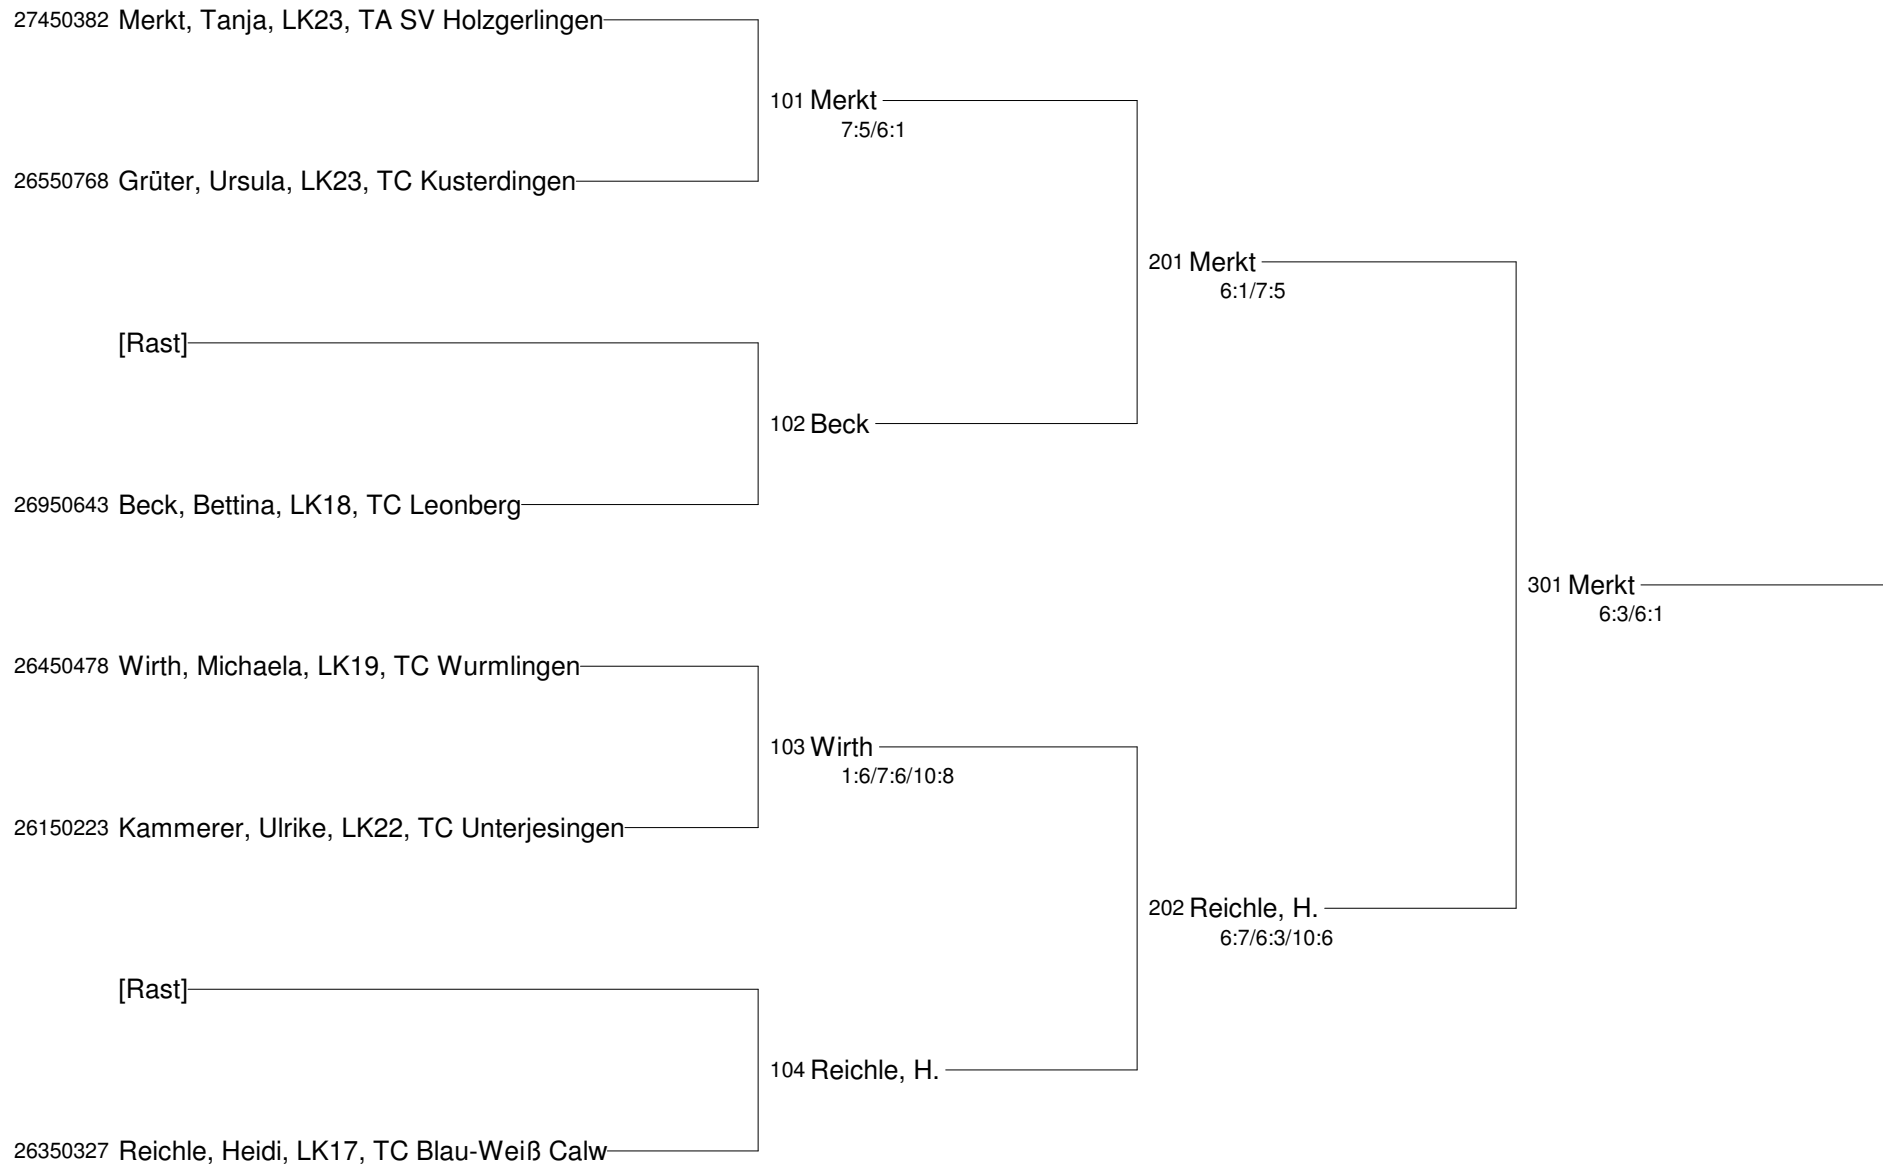 27450382 Merkt, Tanja, LK23, TA SV Holzgerlingen
101 Merkt
7:5/6:1
26550768 Grüter, Ursula, LK23, TC Kusterdingen
201 Merkt
6:1/7:5
[Rast]
102 Beck
26950643 Beck, Bettina, LK18, TC Leonberg
301 Merkt
6:3/6:1
26450478 Wirth, Michaela, LK19, TC Wurmlingen
103 Wirth
1:6/7:6/10:8
26150223 Kammerer, Ulrike, LK22, TC Unterjesingen
202 Reichle, H.
6:7/6:3/10:6
[Rast]
104 Reichle, H.
26350327 Reichle, Heidi, LK17, TC Blau-Weiß Calw